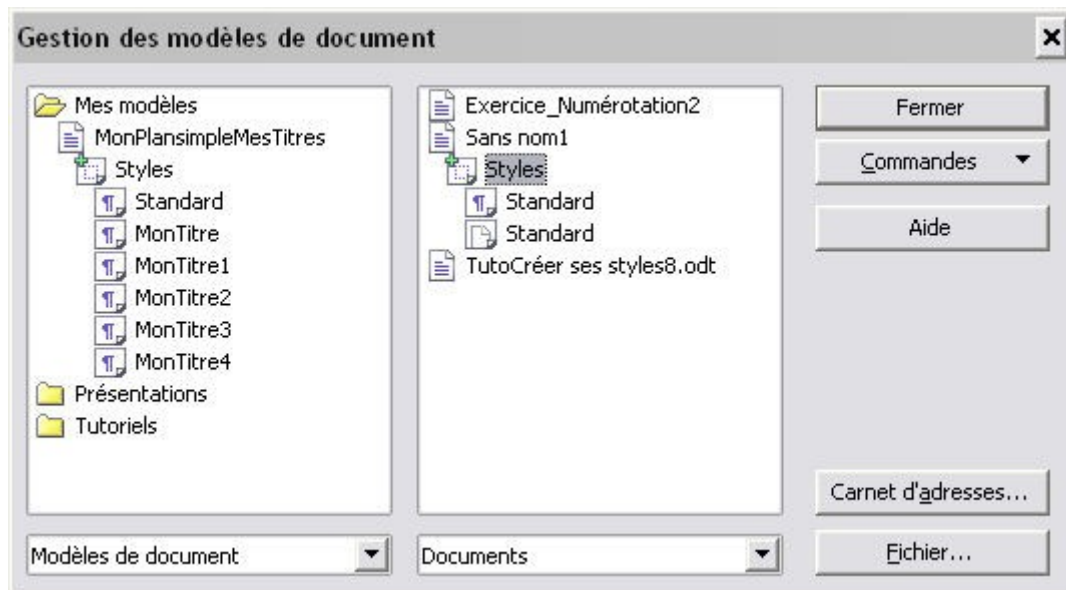 Gestion des modèles de document
Mes modèles
MonPlansimpleMesTitres
Styles
Standard
MonTitre
MonTitre1
MonTitre2
MonTitre3
MonTitre4
Présentations
Tutoriels
Modèles de document
Exercice_Numérotation2
Sans nom1
Styles
Standard
Standard
TutoCréer ses styles8.odt
Documents
Fermer
Commandes
Aide
Carnet d'adresses...
Fichier...